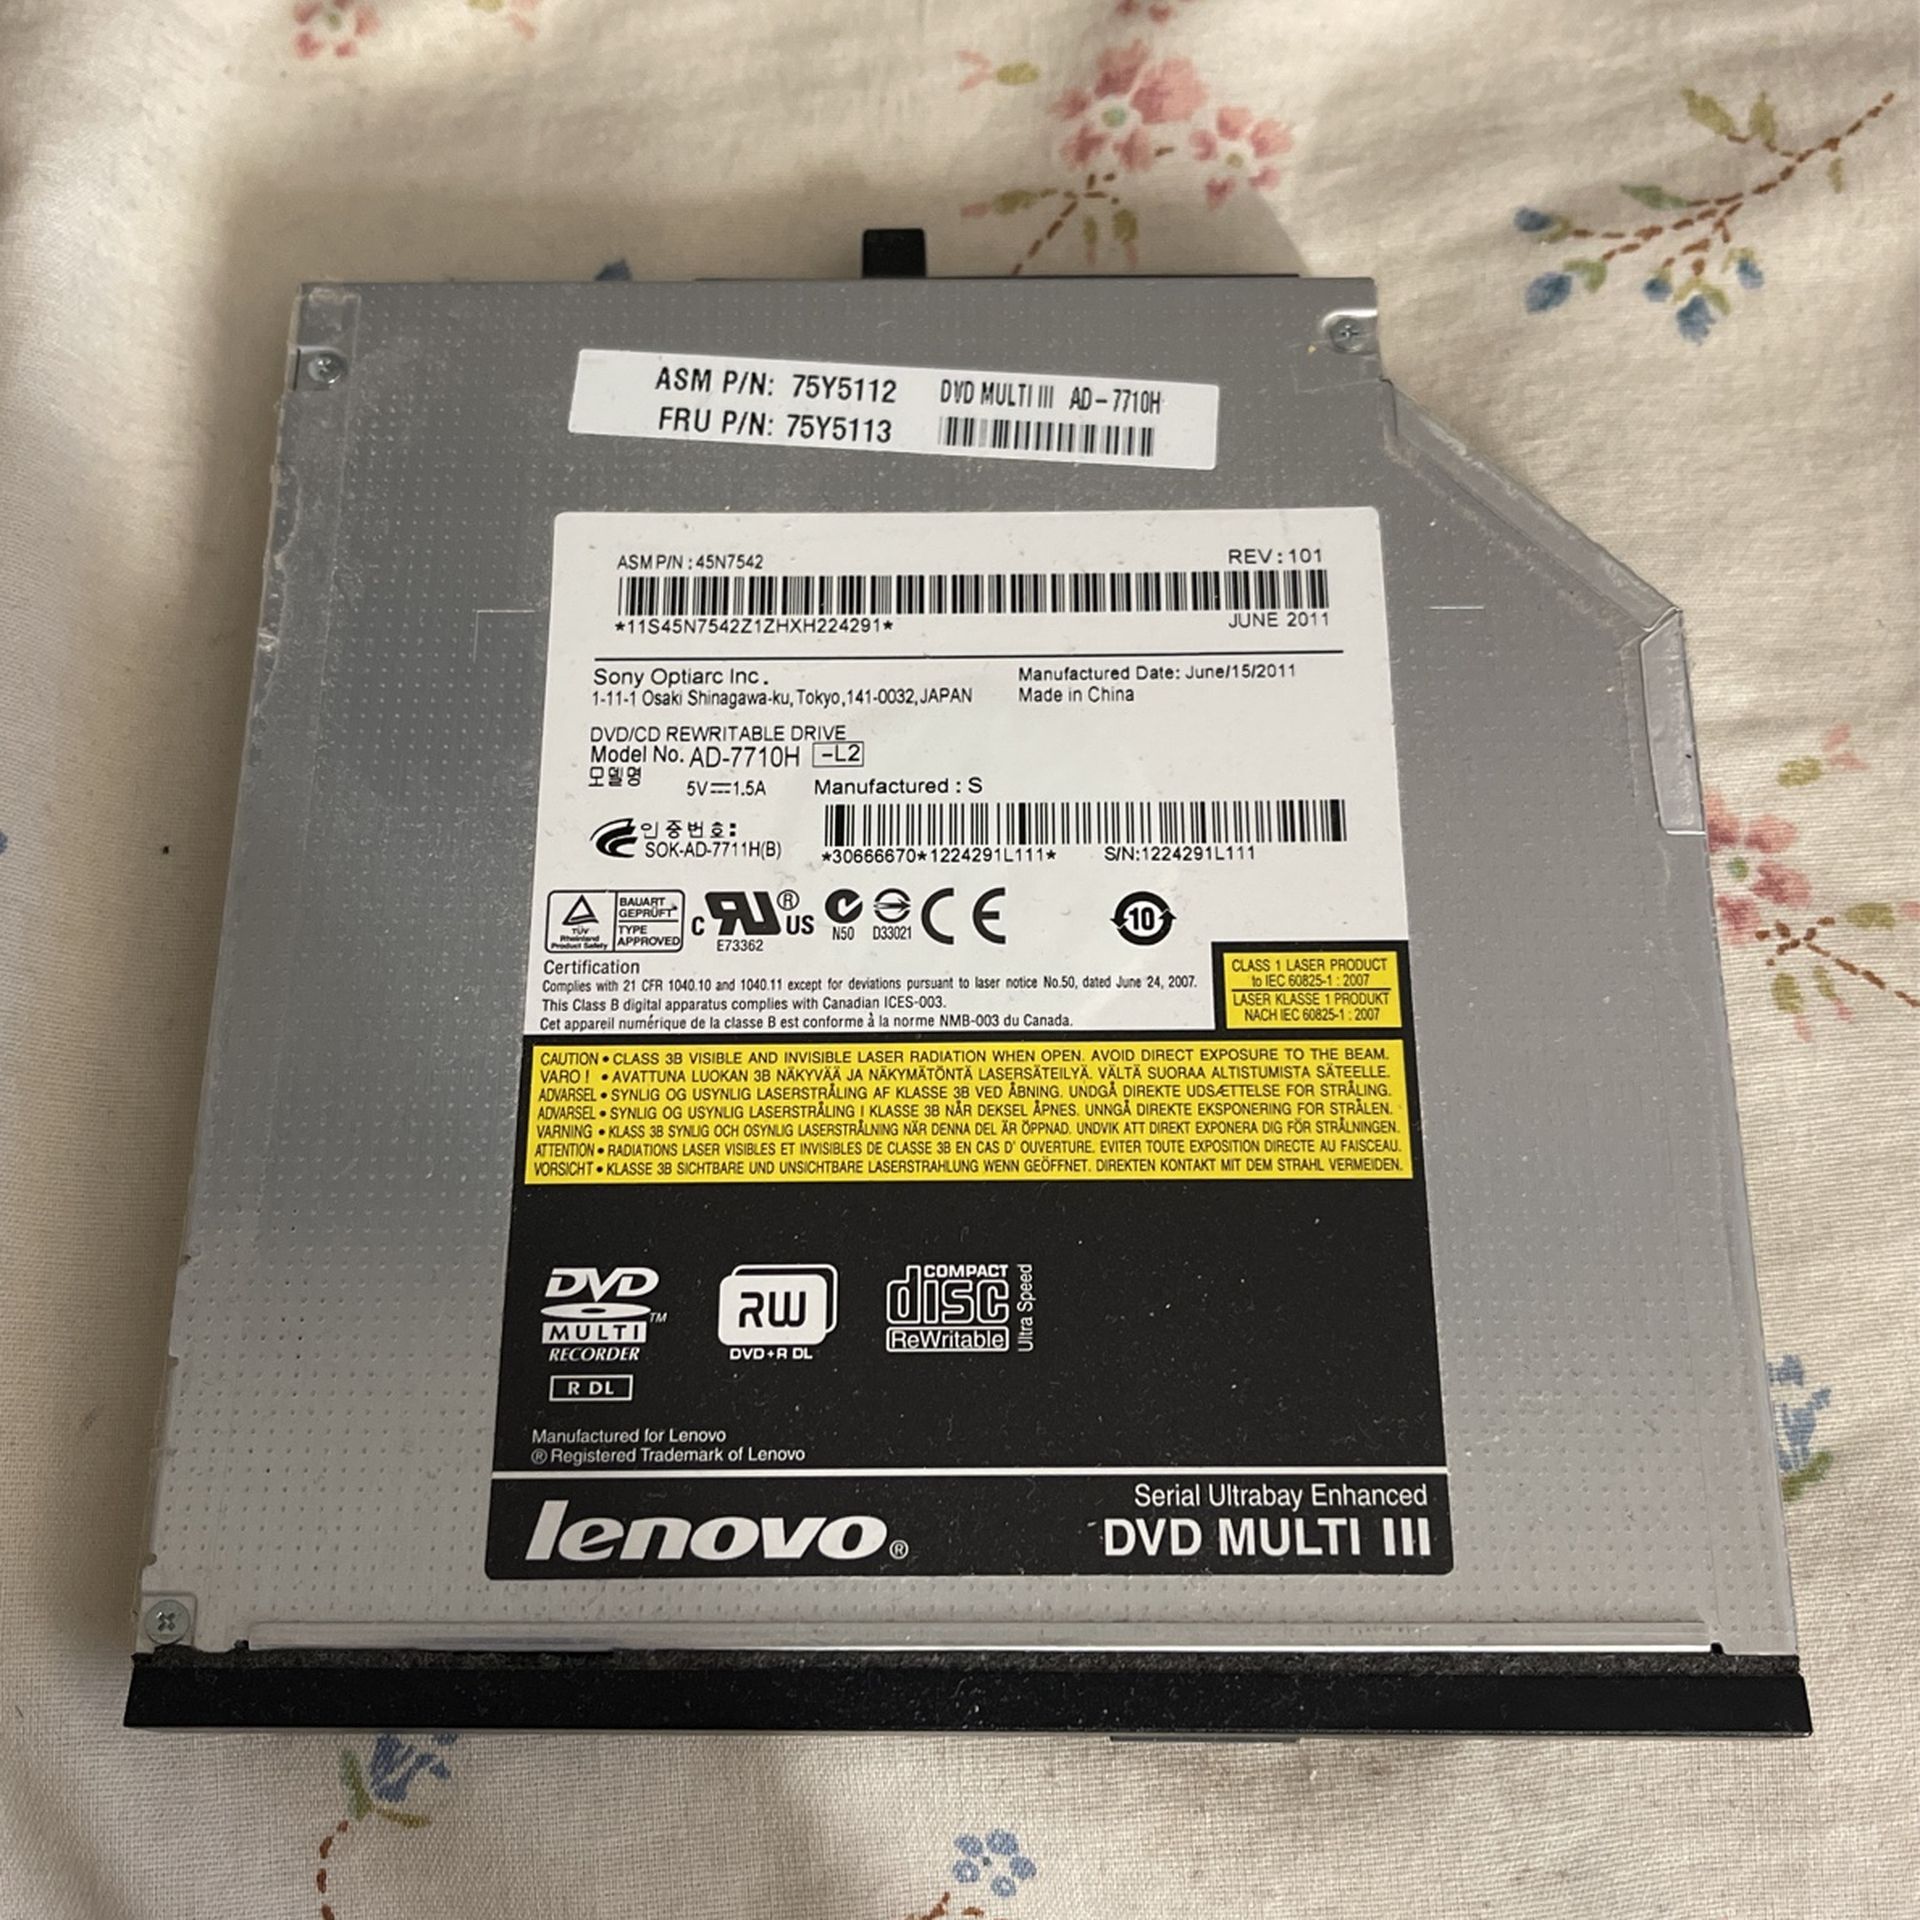 ASM P/N: 75Y5112 DVD MULTI III AD-7710H
FRU P/N: 75Y5113
ASM P/N : 45N7542 REV : 101
*11S45N7542Z1ZHXH224291* JUNE 2011
Sony Optiarc Inc. Manufactured Date: June/15/2011
1-11-1 Osaki Shinagawa-ku, Tokyo, 141-0032, JAPAN Made in China
DVD/CD REWRITABLE DRIVE
Model No. AD-7710H -L2
모델명
5V⎓1.5A Manufactured : S
인증번호:
SOK-AD-7711H(B)
*30666670*1224291L111* S/N:1224291L111
TÜV Rheinland Product Safety
BAUART GEPRÜFT
TYPE APPROVED
c RU ® US
E73362
N50
D33021
CE
10
Certification
Complies with 21 CFR 1040.10 and 1040.11 except for deviations pursuant to laser notice No.50, dated June 24, 2007.
This Class B digital apparatus complies with Canadian ICES-003.
Cet appareil numérique de la classe B est conforme à la norme NMB-003 du Canada.
CLASS 1 LASER PRODUCT
to IEC 60825-1 : 2007
LASER KLASSE 1 PRODUKT
NACH IEC 60825-1 : 2007
CAUTION • CLASS 3B VISIBLE AND INVISIBLE LASER RADIATION WHEN OPEN. AVOID DIRECT EXPOSURE TO THE BEAM.
VARO ! • AVATTUNA LUOKAN 3B NÄKYVÄÄ JA NÄKYMÄTÖNTÄ LASERSÄTEILYÄ. VÄLTÄ SUORAA ALTISTUMISTA SÄTEELLE.
ADVARSEL • SYNLIG OG USYNLIG LASERSTRÅLING AF KLASSE 3B VED ÅBNING. UNDGÅ DIREKTE UDSÆTTELSE FOR STRÅLING.
ADVARSEL • SYNLIG OG USYNLIG LASERSTRÅLING I KLASSE 3B NÅR DEKSEL ÅPNES. UNNGÅ DIREKTE EKSPONERING FOR STRÅLEN.
VARNING • KLASS 3B SYNLIG OCH OSYNLIG LASERSTRÅLNING NÄR DENNA DEL ÄR ÖPPNAD. UNDVIK ATT DIREKT EXPONERA DIG FÖR STRÅLNINGEN.
ATTENTION • RADIATIONS LASER VISIBLES ET INVISIBLES DE CLASSE 3B EN CAS D' OUVERTURE. EVITER TOUTE EXPOSITION DIRECTE AU FAISCEAU.
VORSICHT • KLASSE 3B SICHTBARE UND UNSICHTBARE LASERSTRAHLUNG WENN GEÖFFNET. DIREKTEN KONTAKT MIT DEM STRAHL VERMEIDEN.
DVD
MULTI ™
RECORDER
R DL
RW
DVD+R DL
COMPACT
disc
ReWritable
Ultra Speed
Manufactured for Lenovo
® Registered Trademark of Lenovo
lenovo®
Serial Ultrabay Enhanced
DVD MULTI III